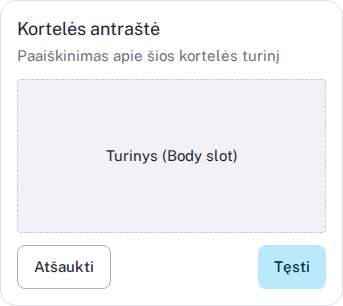 Kortelės antraštė
Paaiškinimas apie šios kortelės turinį
Turinys (Body slot)
Atšaukti
Tęsti